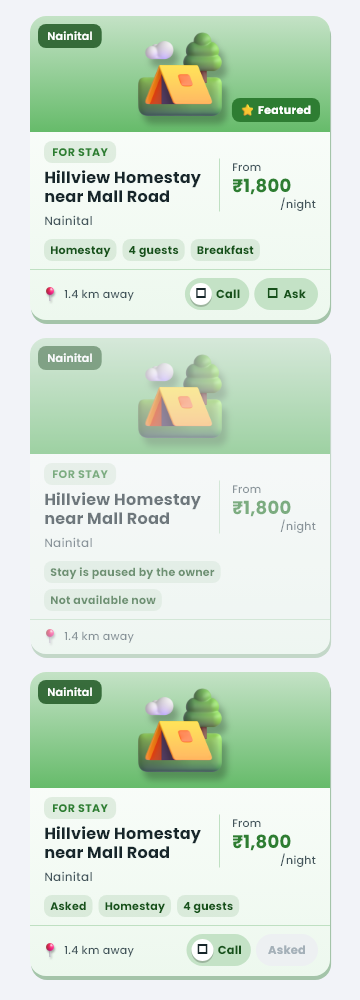 Nainital
⭐ Featured
FOR STAY
Hillview Homestay
near Mall Road
Nainital
From
₹1,800
/night
Homestay
4 guests
Breakfast
1.4 km away
Call
Ask
Nainital
FOR STAY
Hillview Homestay
near Mall Road
Nainital
From
₹1,800
/night
Stay is paused by the owner
Not available now
1.4 km away
Nainital
FOR STAY
Hillview Homestay
near Mall Road
Nainital
From
₹1,800
/night
Asked
Homestay
4 guests
1.4 km away
Call
Asked